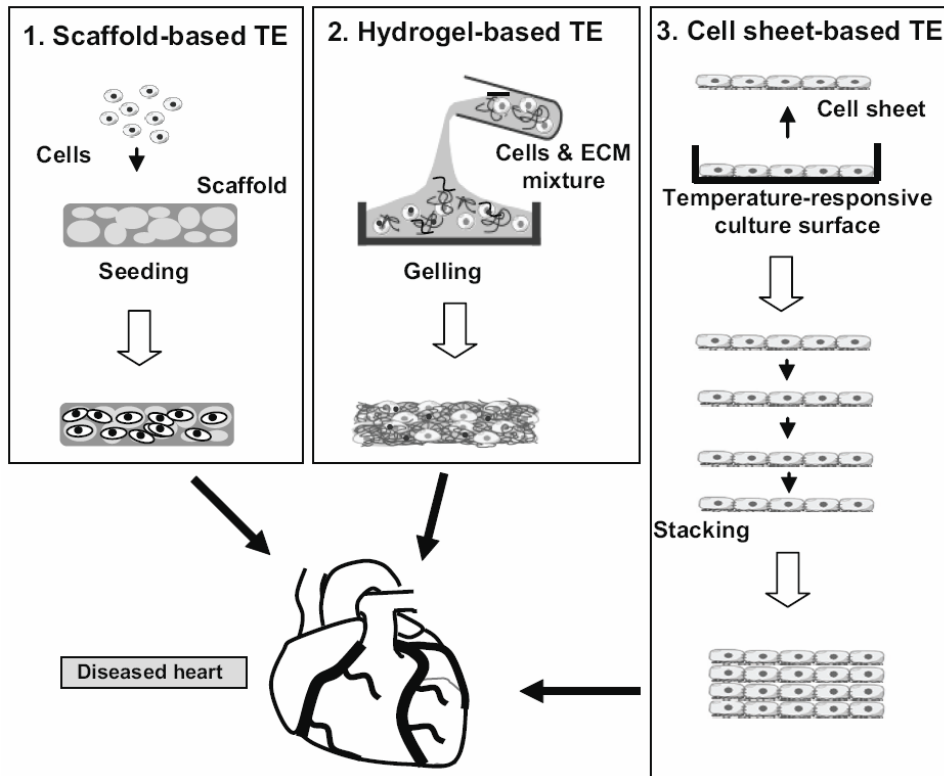 1. Scaffold-based TE
Cells
Scaffold
Seeding
2. Hydrogel-based TE
Cells & ECM
mixture
Gelling
3. Cell sheet-based TE
Cell sheet
Temperature-responsive
culture surface
Stacking
Diseased heart